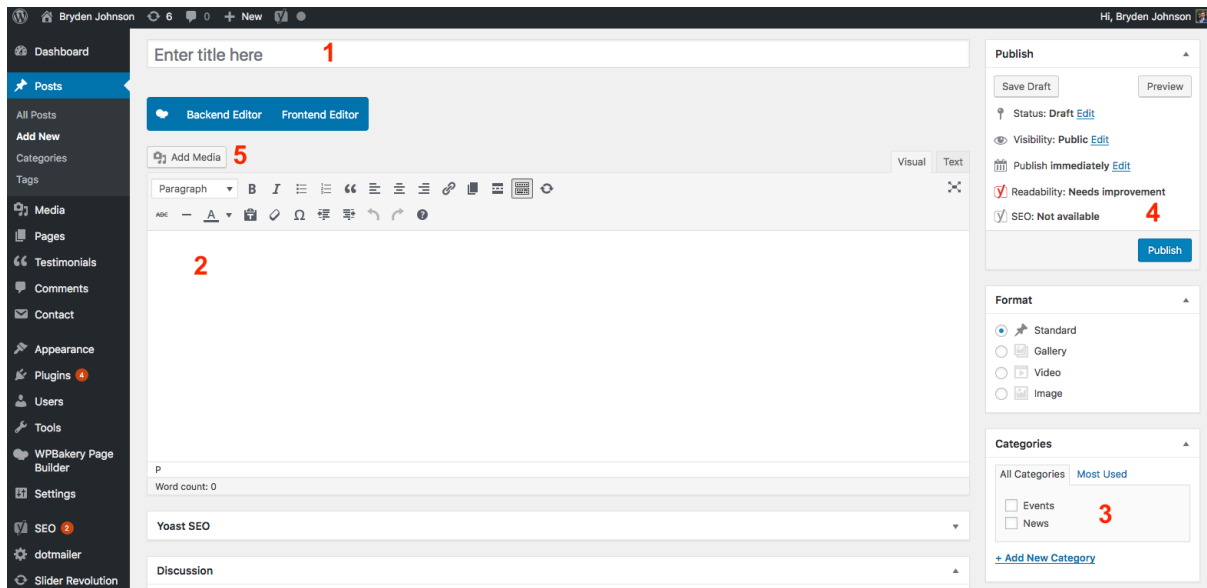 Bryden Johnson 6 0 + New Hi, Bryden Johnson
Dashboard
Posts
All Posts
Add New
Categories
Tags
Media
Pages
Testimonials
Comments
Contact
Appearance
Plugins 4
Users
Tools
WPBakery Page
Builder
Settings
SEO 2
dotmailer
Slider Revolution
Enter title here 1
Backend Editor Frontend Editor
Add Media 5
Visual Text
Paragraph B I
ABC A Ω
2
P
Word count: 0
Yoast SEO
Discussion
Publish
Save Draft Preview
Status: Draft Edit
Visibility: Public Edit
Publish immediately Edit
Readability: Needs improvement
SEO: Not available 4
Publish
Format
Standard
Gallery
Video
Image
Categories
All Categories Most Used
Events
News
3
+ Add New Category